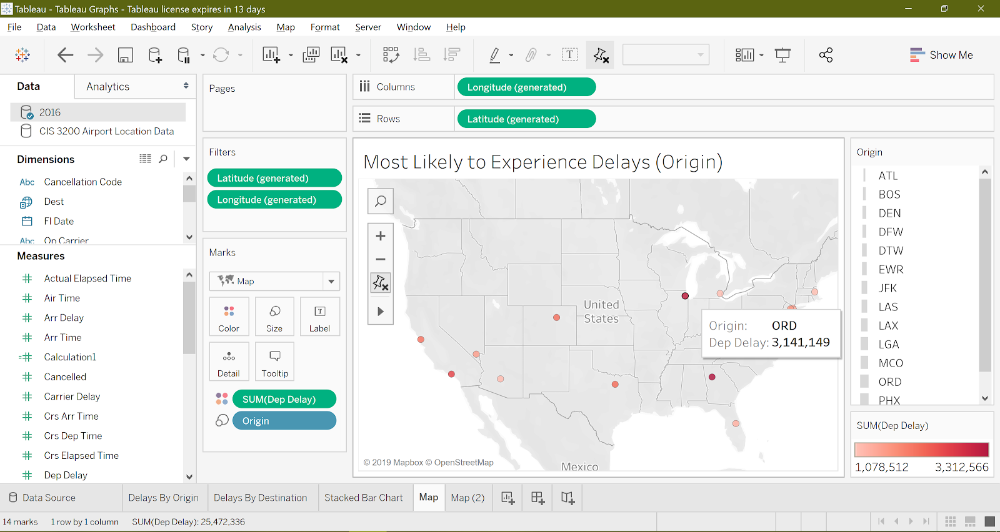 Tableau - Tableau Graphs - Tableau license expires in 13 days
File Data Worksheet Dashboard Story Analysis Map Format Server Window Help
Show Me
Data
Analytics
2016
CIS 3200 Airport Location Data
Dimensions
Abc Cancellation Code
Dest
Fl Date
Abc Op Carrier
Measures
Actual Elapsed Time
Air Time
Arr Delay
Arr Time
Calculation1
Cancelled
Carrier Delay
Crs Arr Time
Crs Dep Time
Crs Elapsed Time
Dep Delay
Pages
Filters
Latitude (generated)
Longitude (generated)
Marks
Map
Color
Size
Label
Detail
Tooltip
SUM(Dep Delay)
Origin
Columns
Longitude (generated)
Rows
Latitude (generated)
Most Likely to Experience Delays (Origin)
United
States
Origin: ORD
Dep Delay: 3,141,149
Mexico
© 2019 Mapbox © OpenStreetMap
Origin
ATL
BOS
DEN
DFW
DTW
EWR
JFK
LAS
LAX
LGA
MCO
ORD
PHX
SUM(Dep Delay)
1,078,512 3,312,566
Data Source
Delays By Origin
Delays By Destination
Stacked Bar Chart
Map
Map (2)
14 marks 1 row by 1 column SUM(Dep Delay): 25,472,336